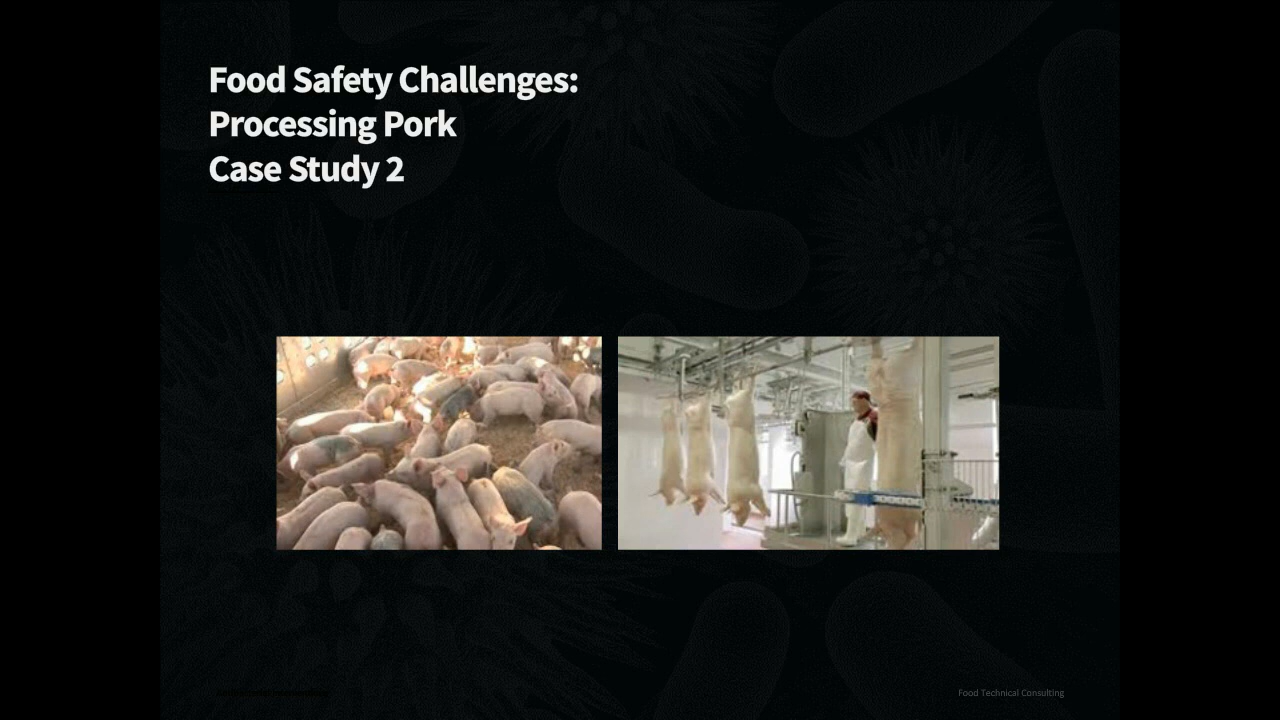 Food Safety Challenges:
Processing Pork
Case Study 2
Food Technical Consulting